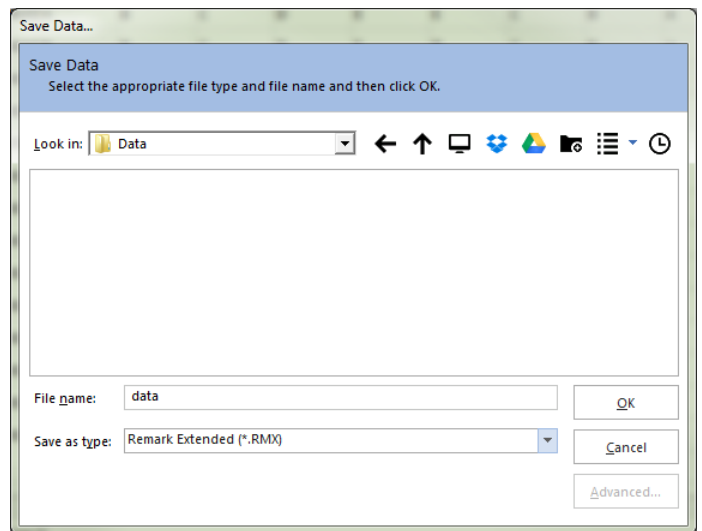 Save Data...
Save Data
Select the appropriate file type and file name and then click OK.
Look in: Data
File name: data
OK
Save as type: Remark Extended (*.RMX)
Cancel
Advanced...